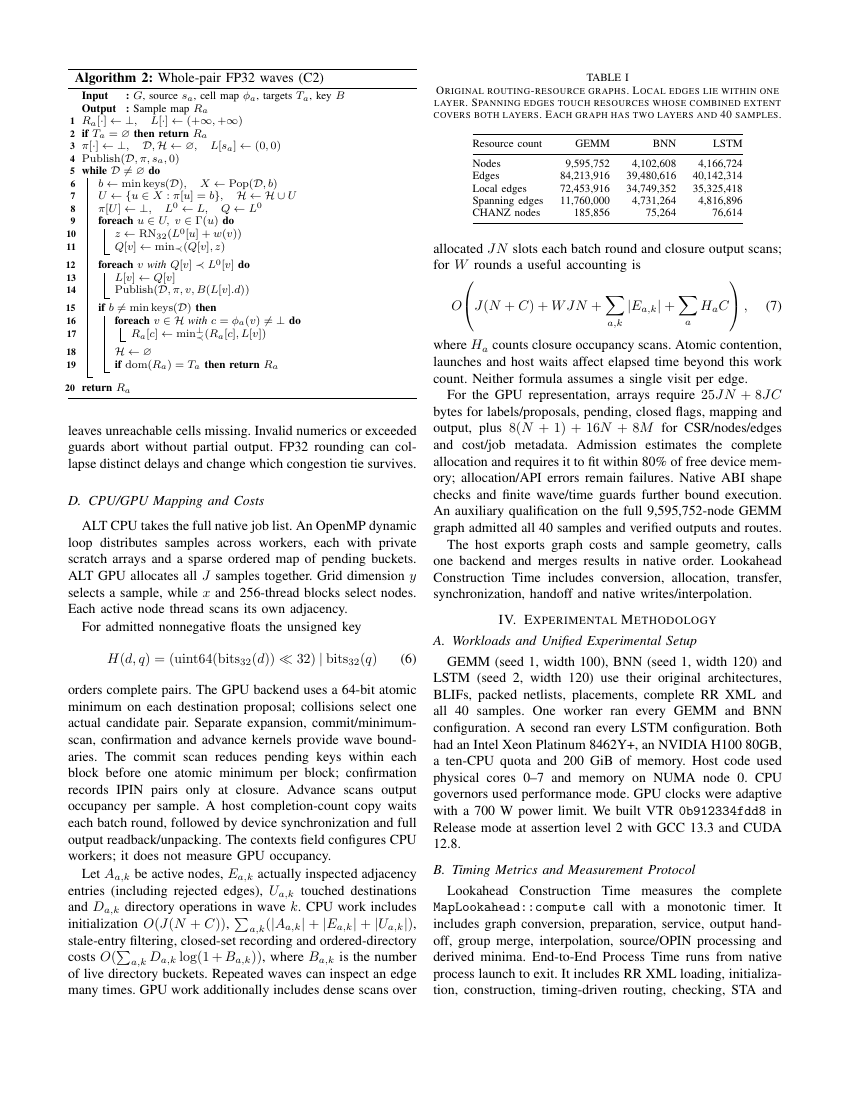 Algorithm 2: Whole-pair FP32 waves (C2)
Input : G, source s_a, cell map ϕ_a, targets T_a, key B
Output : Sample map R_a
1 R_a[·] ← ⊥, L[·] ← (+∞, +∞)
2 if T_a = ∅ then return R_a
3 π[·] ← ⊥, 𝒟, ℋ ← ∅, L[s_a] ← (0, 0)
4 Publish(𝒟, π, s_a, 0)
5 while 𝒟 ≠ ∅ do
6 b ← min keys(𝒟), X ← Pop(𝒟, b)
7 U ← {u ∈ X : π[u] = b}, ℋ ← ℋ ∪ U
8 π[U] ← ⊥, L⁰ ← L, Q ← L⁰
9 foreach u ∈ U, v ∈ Γ(u) do
10 z ← RN₃₂(L⁰[u] + w(v))
11 Q[v] ← min_≺(Q[v], z)
12 foreach v with Q[v] ≺ L⁰[v] do
13 L[v] ← Q[v]
14 Publish(𝒟, π, v, B(L[v].d))
15 if b ≠ min keys(𝒟) then
16 foreach v ∈ ℋ with c = ϕ_a(v) ≠ ⊥ do
17 R_a[c] ← min_≺^⊥(R_a[c], L[v])
18 ℋ ← ∅
19 if dom(R_a) = T_a then return R_a
20 return R_a
leaves unreachable cells missing. Invalid numerics or exceeded
guards abort without partial output. FP32 rounding can col-
lapse distinct delays and change which congestion tie survives.
D. CPU/GPU Mapping and Costs
ALT CPU takes the full native job list. An OpenMP dynamic
loop distributes samples across workers, each with private
scratch arrays and a sparse ordered map of pending buckets.
ALT GPU allocates all J samples together. Grid dimension y
selects a sample, while x and 256-thread blocks select nodes.
Each active node thread scans its own adjacency.
For admitted nonnegative floats the unsigned key
H(d, q) = (uint64(bits₃₂(d)) ≪ 32) | bits₃₂(q) (6)
orders complete pairs. The GPU backend uses a 64-bit atomic
minimum on each destination proposal; collisions select one
actual candidate pair. Separate expansion, commit/minimum-
scan, confirmation and advance kernels provide wave bound-
aries. The commit scan reduces pending keys within each
block before one atomic minimum per block; confirmation
records IPIN pairs only at closure. Advance scans output
occupancy per sample. A host completion-count copy waits
each batch round, followed by device synchronization and full
output readback/unpacking. The contexts field configures CPU
workers; it does not measure GPU occupancy.
Let A_{a,k} be active nodes, E_{a,k} actually inspected adjacency
entries (including rejected edges), U_{a,k} touched destinations
and D_{a,k} directory operations in wave k. CPU work includes
initialization O(J(N + C)), ∑_{a,k}(|A_{a,k}| + |E_{a,k}| + |U_{a,k}|),
stale-entry filtering, closed-set recording and ordered-directory
costs O(∑_{a,k} D_{a,k} log(1 + B_{a,k})), where B_{a,k} is the number
of live directory buckets. Repeated waves can inspect an edge
many times. GPU work additionally includes dense scans over
TABLE I
ORIGINAL ROUTING-RESOURCE GRAPHS. LOCAL EDGES LIE WITHIN ONE
LAYER. SPANNING EDGES TOUCH RESOURCES WHOSE COMBINED EXTENT
COVERS BOTH LAYERS. EACH GRAPH HAS TWO LAYERS AND 40 SAMPLES.
Resource count GEMM BNN LSTM
Nodes 9,595,752 4,102,608 4,166,724
Edges 84,213,916 39,480,616 40,142,314
Local edges 72,453,916 34,749,352 35,325,418
Spanning edges 11,760,000 4,731,264 4,816,896
CHANZ nodes 185,856 75,264 76,614
allocated JN slots each batch round and closure output scans;
for W rounds a useful accounting is
O(J(N + C) + WJN + ∑_{a,k} |E_{a,k}| + ∑_a H_aC), (7)
where H_a counts closure occupancy scans. Atomic contention,
launches and host waits affect elapsed time beyond this work
count. Neither formula assumes a single visit per edge.
For the GPU representation, arrays require 25JN + 8JC
bytes for labels/proposals, pending, closed flags, mapping and
output, plus 8(N + 1) + 16N + 8M for CSR/nodes/edges
and cost/job metadata. Admission estimates the complete
allocation and requires it to fit within 80% of free device mem-
ory; allocation/API errors remain failures. Native ABI shape
checks and finite wave/time guards further bound execution.
An auxiliary qualification on the full 9,595,752-node GEMM
graph admitted all 40 samples and verified outputs and routes.
The host exports graph costs and sample geometry, calls
one backend and merges results in native order. Lookahead
Construction Time includes conversion, allocation, transfer,
synchronization, handoff and native writes/interpolation.
IV. EXPERIMENTAL METHODOLOGY
A. Workloads and Unified Experimental Setup
GEMM (seed 1, width 100), BNN (seed 1, width 120) and
LSTM (seed 2, width 120) use their original architectures,
BLIFs, packed netlists, placements, complete RR XML and
all 40 samples. One worker ran every GEMM and BNN
configuration. A second ran every LSTM configuration. Both
had an Intel Xeon Platinum 8462Y+, an NVIDIA H100 80GB,
a ten-CPU quota and 200 GiB of memory. Host code used
physical cores 0–7 and memory on NUMA node 0. CPU
governors used performance mode. GPU clocks were adaptive
with a 700 W power limit. We built VTR 0b912334fdd8 in
Release mode at assertion level 2 with GCC 13.3 and CUDA
12.8.
B. Timing Metrics and Measurement Protocol
Lookahead Construction Time measures the complete
MapLookahead::compute call with a monotonic timer. It
includes graph conversion, preparation, service, output hand-
off, group merge, interpolation, source/OPIN processing and
derived minima. End-to-End Process Time runs from native
process launch to exit. It includes RR XML loading, initializa-
tion, construction, timing-driven routing, checking, STA and